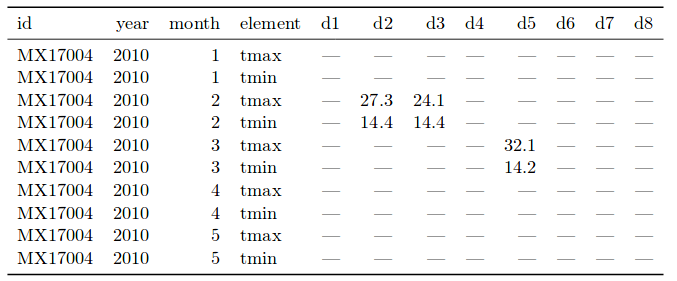 id year month element d1 d2 d3 d4 d5 d6 d7 d8
MX17004 2010 1 tmax — — — — — — — —
MX17004 2010 1 tmin — — — — — — — —
MX17004 2010 2 tmax — 27.3 24.1 — — — — —
MX17004 2010 2 tmin — 14.4 14.4 — — — — —
MX17004 2010 3 tmax — — — — 32.1 — — —
MX17004 2010 3 tmin — — — — 14.2 — — —
MX17004 2010 4 tmax — — — — — — — —
MX17004 2010 4 tmin — — — — — — — —
MX17004 2010 5 tmax — — — — — — — —
MX17004 2010 5 tmin — — — — — — — —